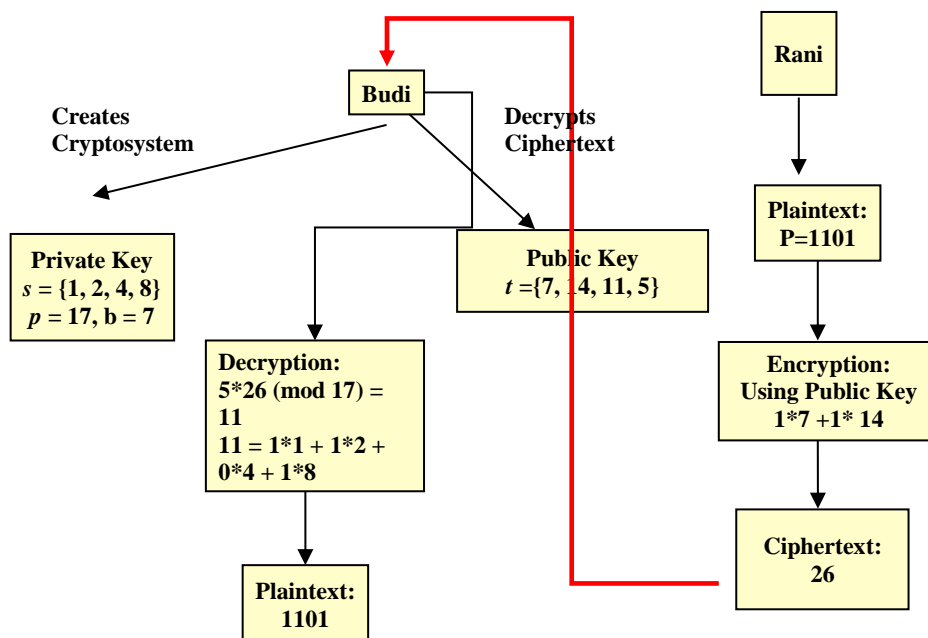 Rani
Budi
Creates
Cryptosystem
Decrypts
Ciphertext
Plaintext:
P=1101
Private Key
s = {1, 2, 4, 8}
p = 17, b = 7
Public Key
t ={7, 14, 11, 5}
Decryption:
5*26 (mod 17) =
11
11 = 1*1 + 1*2 +
0*4 + 1*8
Encryption:
Using Public Key
1*7 +1* 14
Ciphertext:
26
Plaintext:
1101